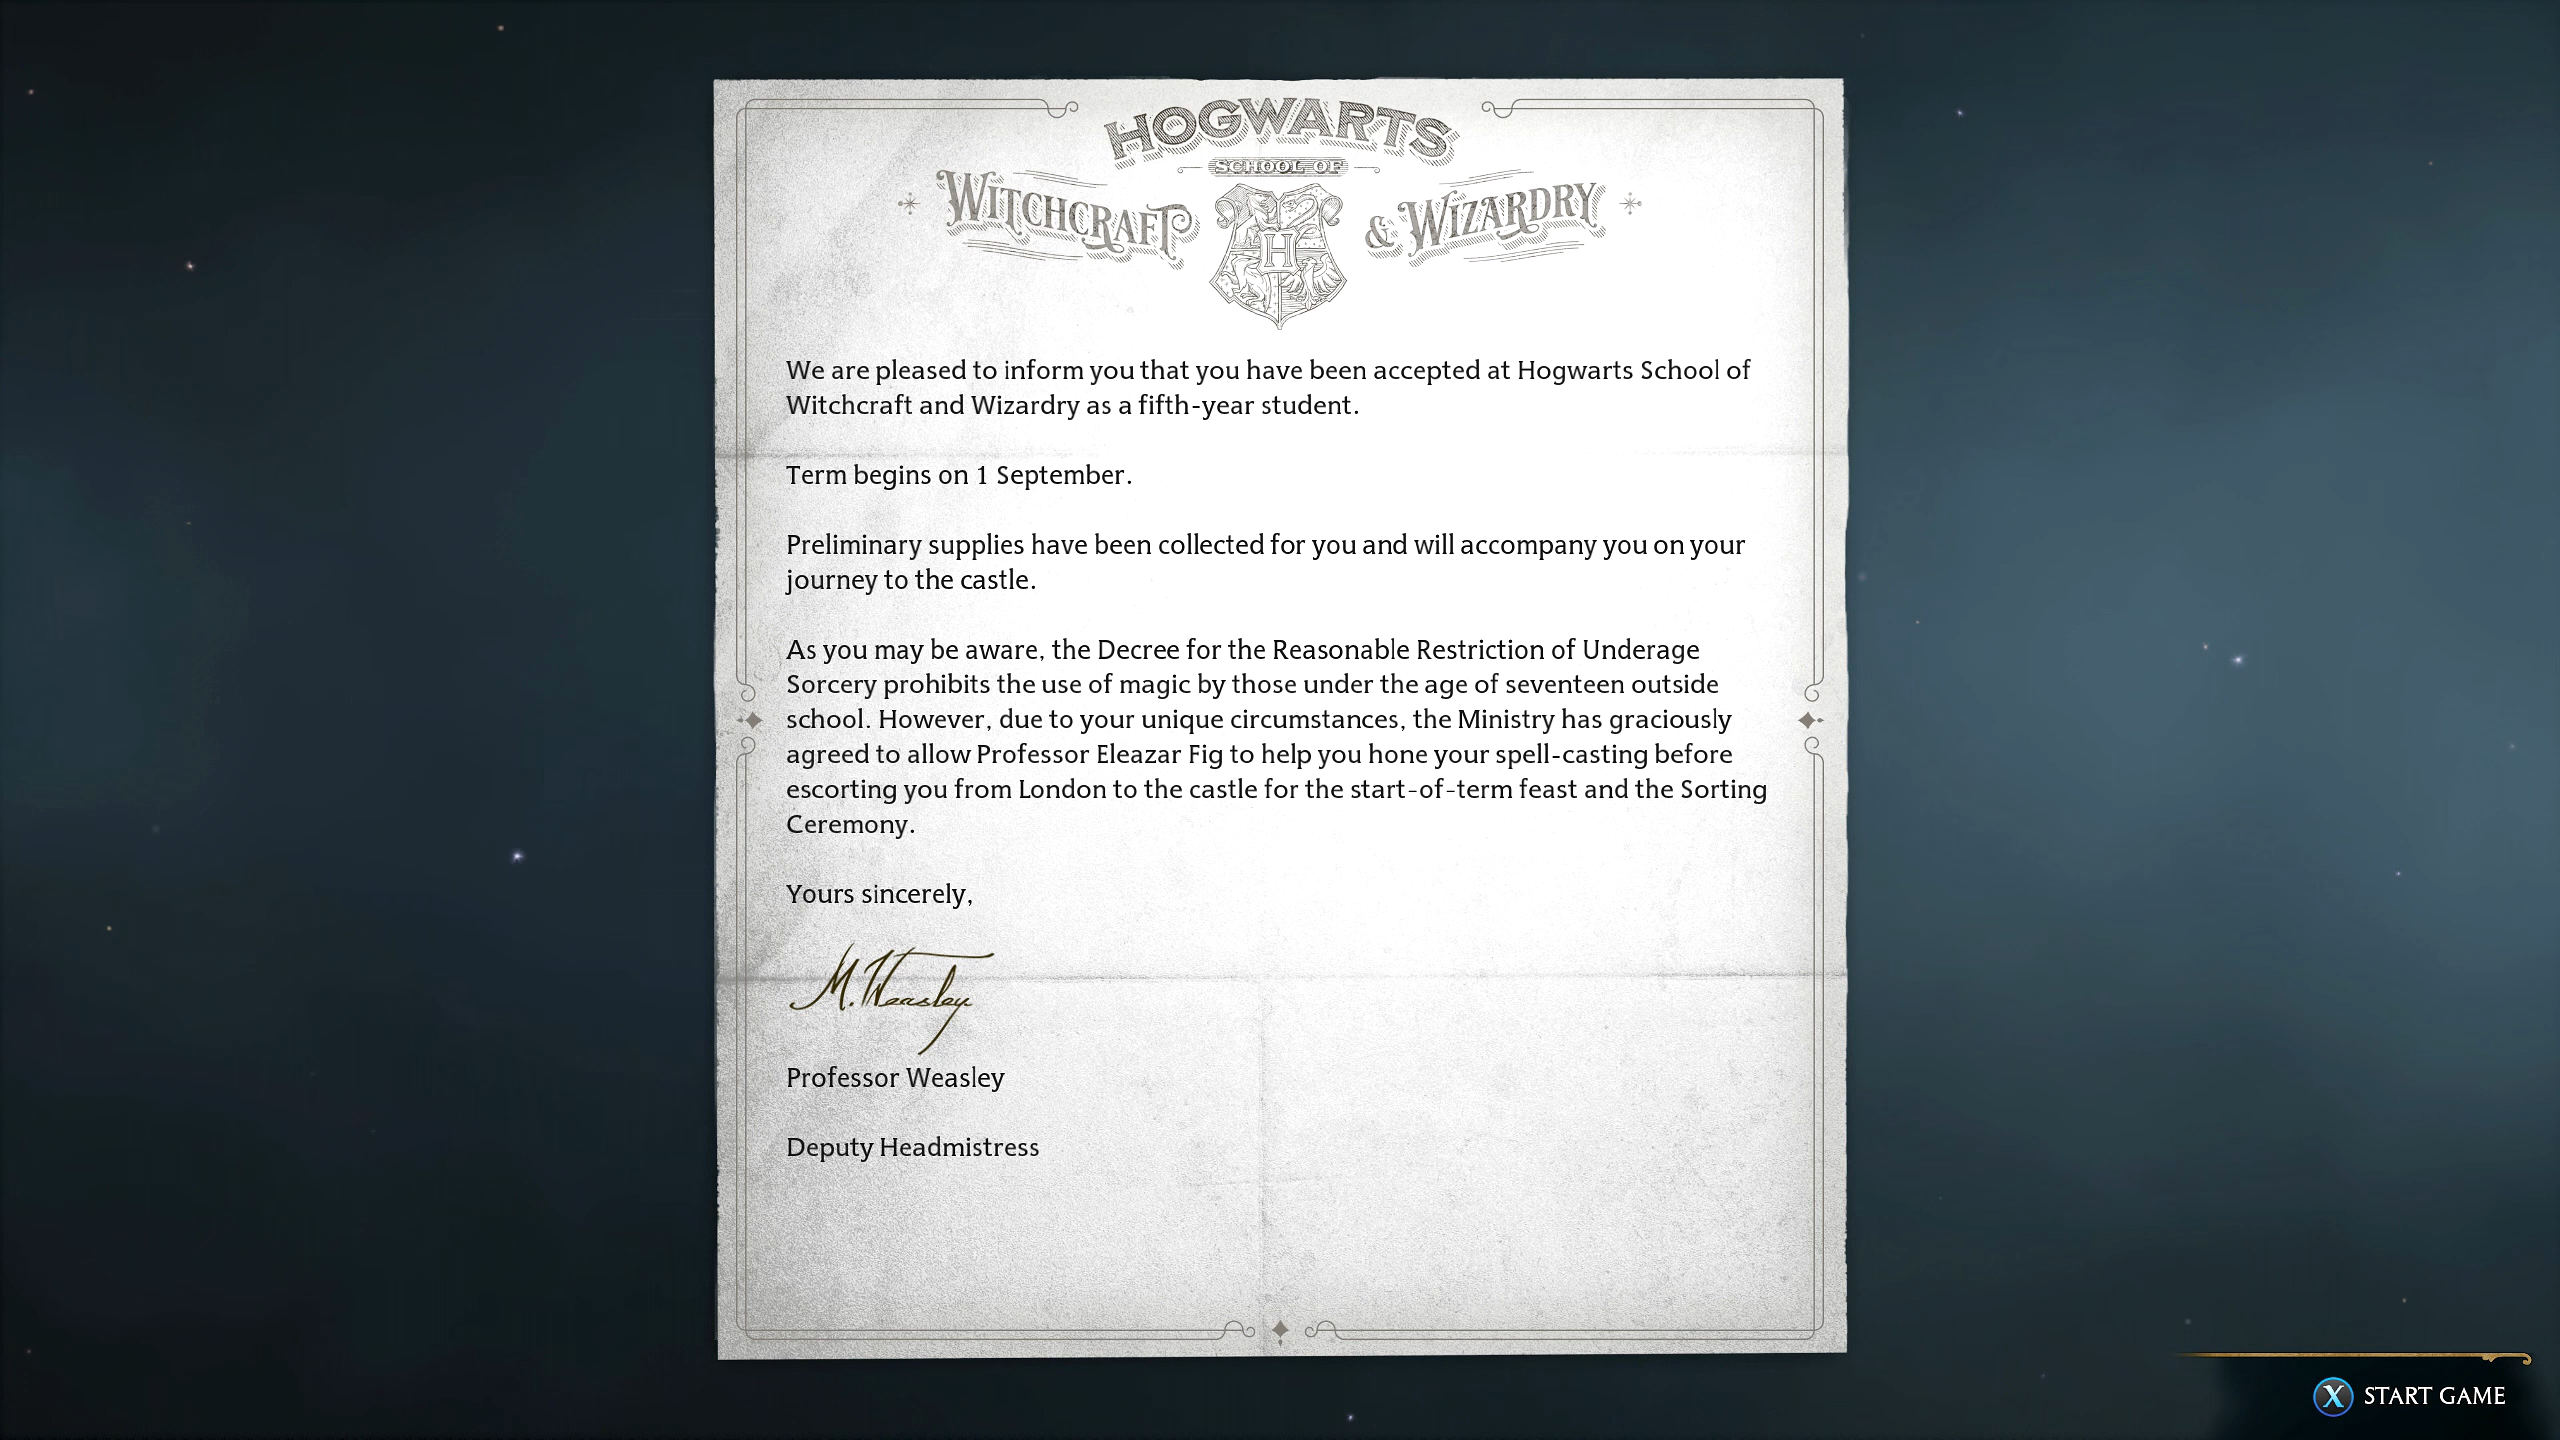 HOGWARTS
SCHOOL OF
WITCHCRAFT & WIZARDRY
H
We are pleased to inform you that you have been accepted at Hogwarts School of
Witchcraft and Wizardry as a fifth-year student.
Term begins on 1 September.
Preliminary supplies have been collected for you and will accompany you on your
journey to the castle.
As you may be aware, the Decree for the Reasonable Restriction of Underage
Sorcery prohibits the use of magic by those under the age of seventeen outside
school. However, due to your unique circumstances, the Ministry has graciously
agreed to allow Professor Eleazar Fig to help you hone your spell-casting before
escorting you from London to the castle for the start-of-term feast and the Sorting
Ceremony.
Yours sincerely,
M. Weasley
Professor Weasley
Deputy Headmistress
X START GAME